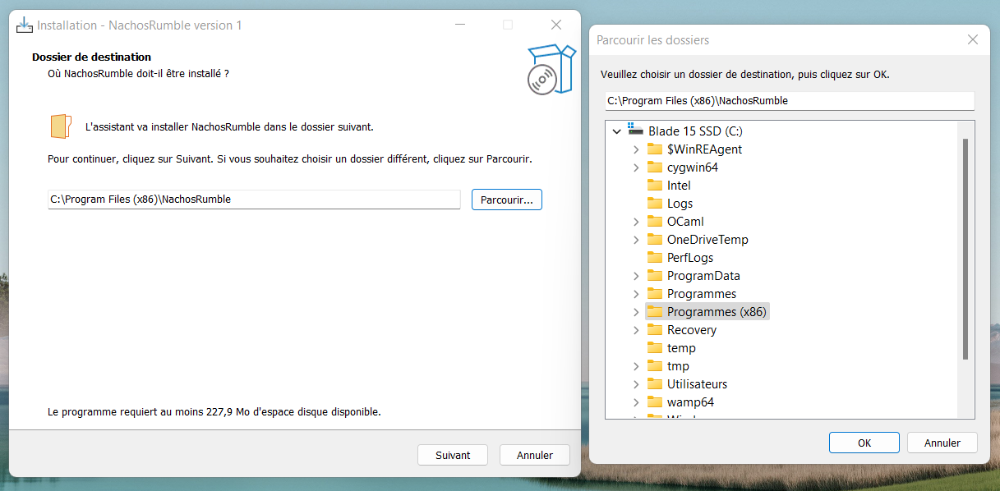 Installation - NachosRumble version 1
Dossier de destination
Où NachosRumble doit-il être installé ?
L'assistant va installer NachosRumble dans le dossier suivant.
Pour continuer, cliquez sur Suivant. Si vous souhaitez choisir un dossier différent, cliquez sur Parcourir.
C:\Program Files (x86)\NachosRumble
Parcourir...
Le programme requiert au moins 227,9 Mo d'espace disque disponible.
Suivant
Annuler
Parcourir les dossiers
Veuillez choisir un dossier de destination, puis cliquez sur OK.
C:\Program Files (x86)\NachosRumble
Blade 15 SSD (C:)
$WinREAgent
cygwin64
Intel
Logs
OCaml
OneDriveTemp
PerfLogs
ProgramData
Programmes
Programmes (x86)
Recovery
temp
tmp
Utilisateurs
wamp64
OK
Annuler